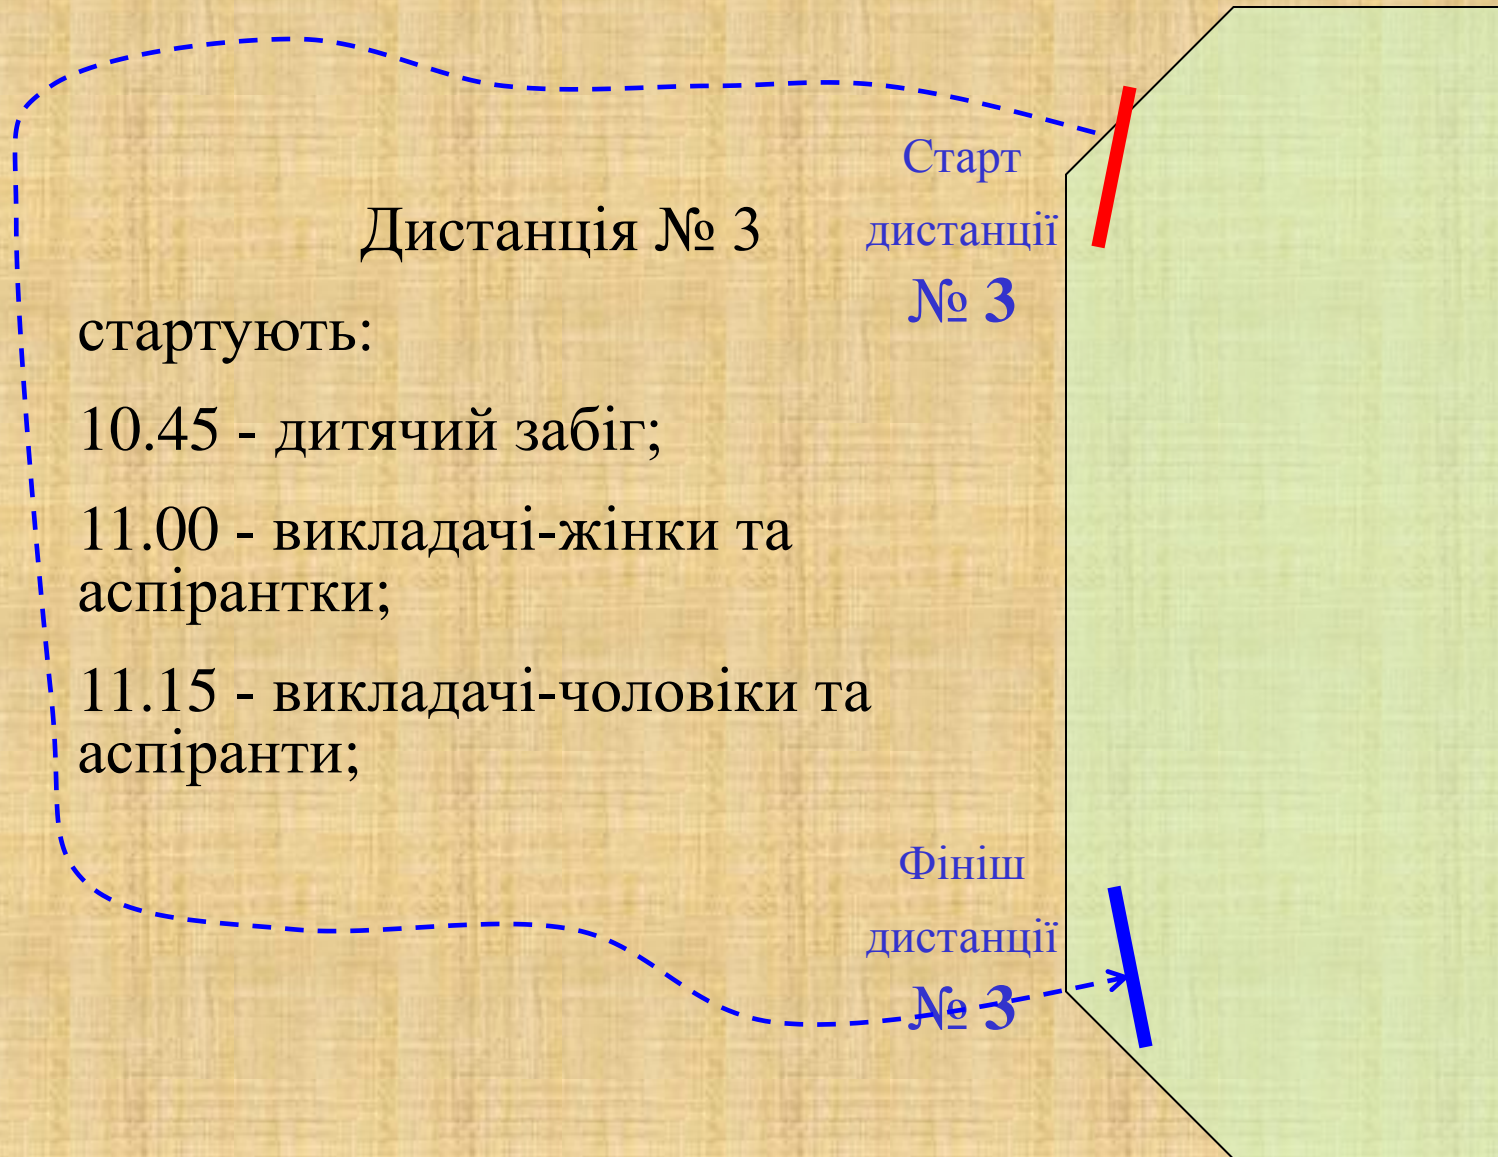 Старт
дистанції
№ 3
Дистанція № 3
стартують:
10.45 - дитячий забіг;
11.00 - викладачі-жінки та
аспірантки;
11.15 - викладачі-чоловіки та
аспіранти;
Фініш
дистанції
№ 3